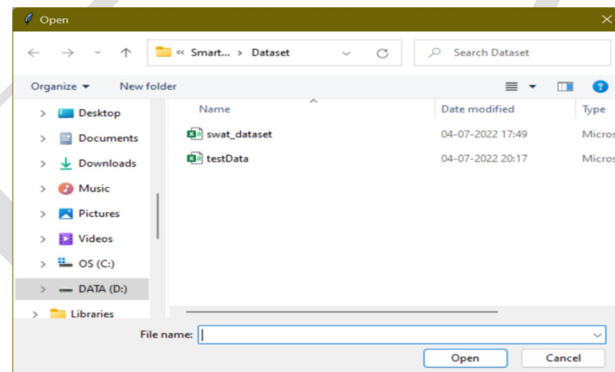 Open
« Smart... > Dataset
Search Dataset
Organize
New folder
Name
Date modified
Type
Desktop
Documents
Downloads
Music
Pictures
Videos
OS (C:)
DATA (D:)
Libraries
swat_dataset 04-07-2022 17:49 Micros
testData 04-07-2022 20:17 Micros
File name:
Open
Cancel